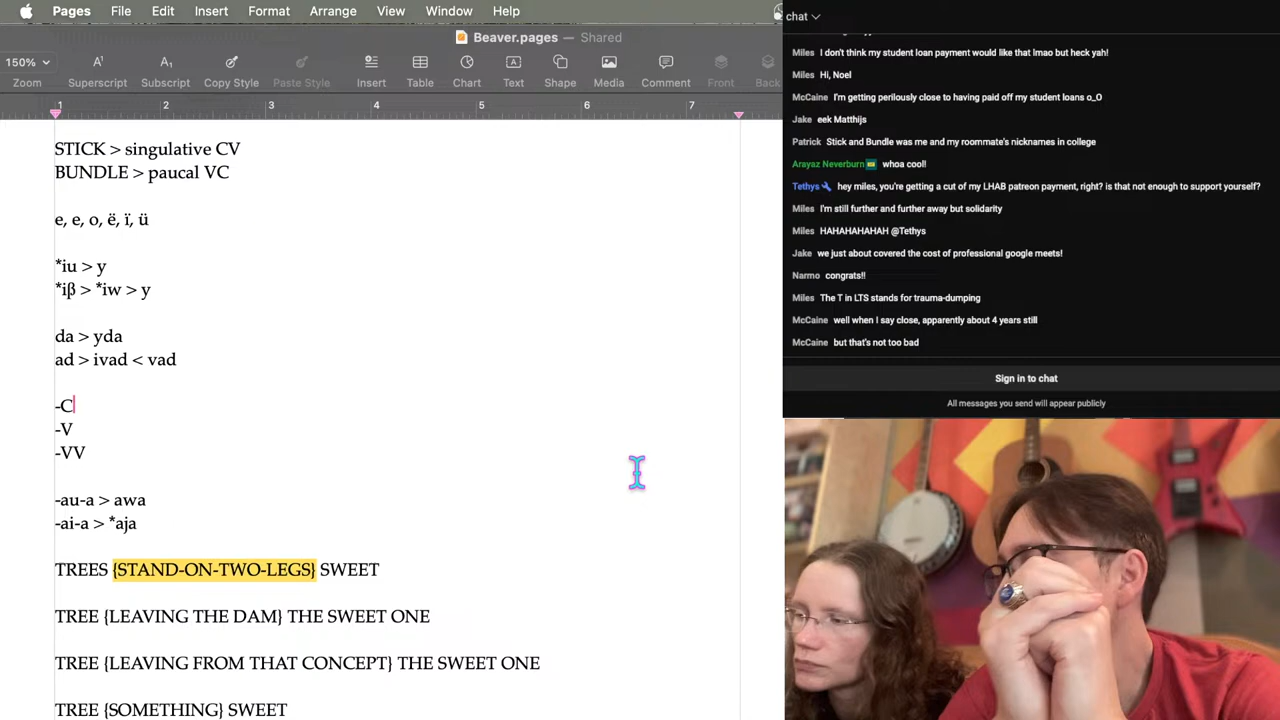 Pages File Edit Insert Format Arrange View Window Help
Beaver.pages — Shared
150%
Zoom Superscript Subscript Copy Style Paste Style Insert Table Chart Text Shape Media Comment Front Back
1 2 3 4 5 6 7
STICK > singulative CV
BUNDLE > paucal VC
e, e, o, ë, ï, ü
*iu > y
*iβ > *iw > y
da > yda
ad > ivad < vad
-C
-V
-VV
-au-a > awa
-ai-a > *aja
TREES {STAND-ON-TWO-LEGS} SWEET
TREE {LEAVING THE DAM} THE SWEET ONE
TREE {LEAVING FROM THAT CONCEPT} THE SWEET ONE
TREE {SOMETHING} SWEET
chat
Miles I don't think my student loan payment would like that lmao but heck yah!
Miles Hi, Noel
McCaine I'm getting perilously close to having paid off my student loans o_O
Jake eek Matthijs
Patrick Stick and Bundle was me and my roommate's nicknames in college
Arayaz Neverburn whoa cool!
Tethys hey miles, you're getting a cut of my LHAB patreon payment, right? is that not enough to support yourself?
Miles I'm still further and further away but solidarity
Miles HAHAHAHAHAH @Tethys
Jake we just about covered the cost of professional google meets!
Narmo congrats!!
Miles The T in LTS stands for trauma-dumping
McCaine well when I say close, apparently about 4 years still
McCaine but that's not too bad
Sign in to chat
All messages you send will appear publicly